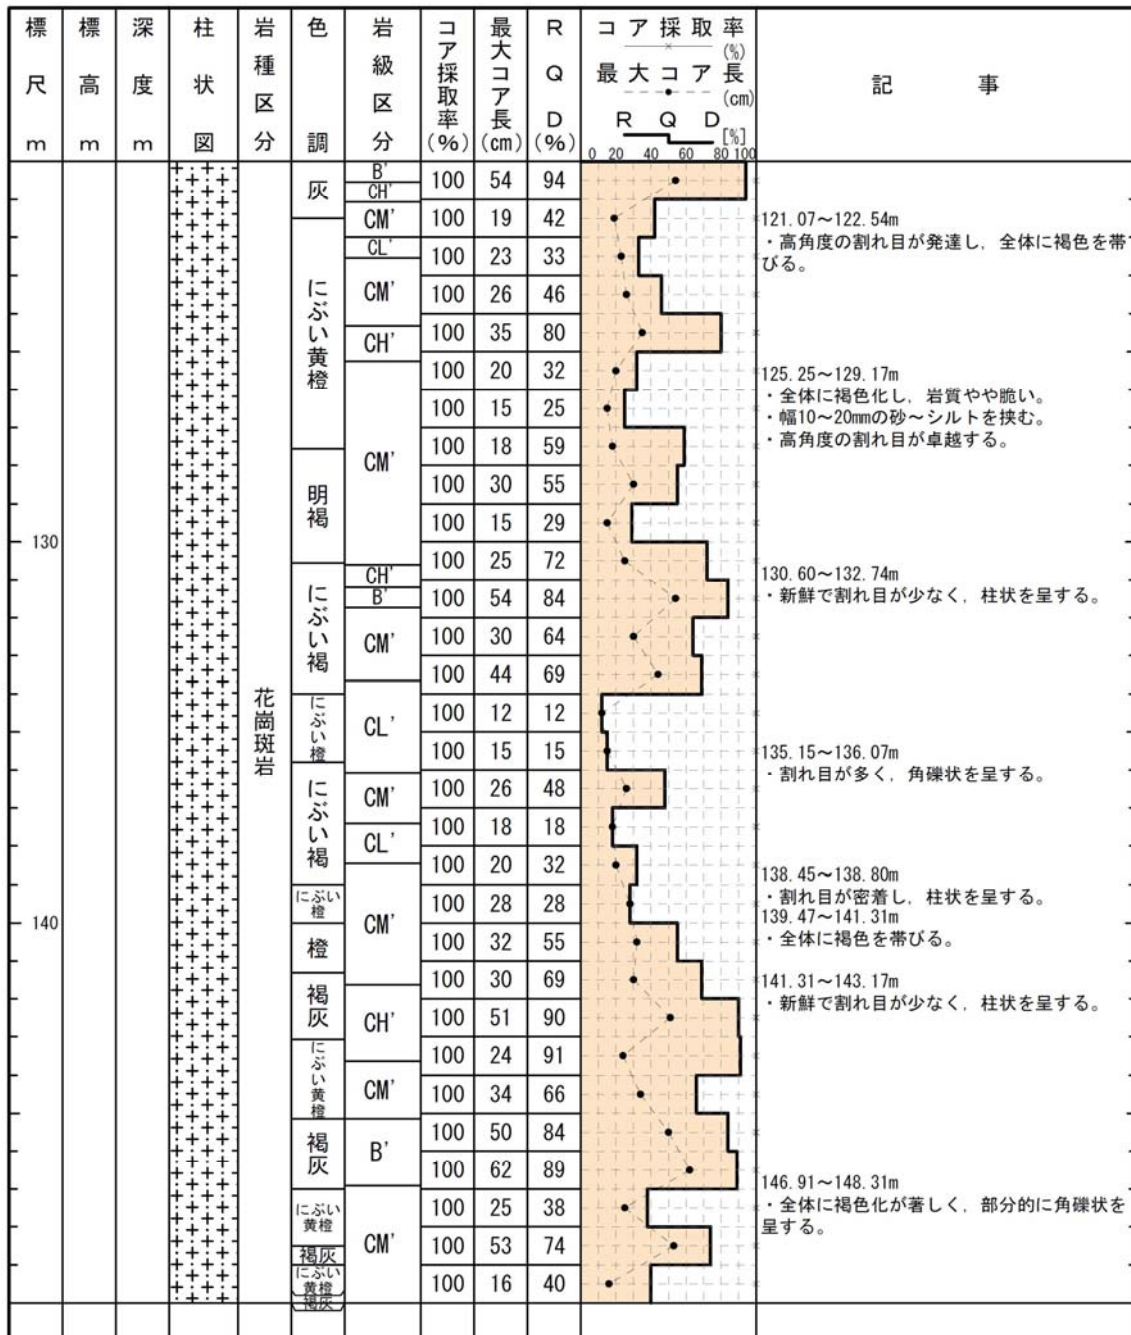 標尺m
標高m
深度m
柱状図
岩種区分
色調
岩級区分
コア採取率(%)
最大コア長(cm)
RQD(%)
コア採取率(%)
最大コア長(cm)
RQD[%]
0 20 40 60 80 100
記事
130
140
花崗斑岩
灰
にぶい黄橙
明褐
にぶい褐
にぶい橙
にぶい褐
にぶい橙
橙
褐灰
にぶい黄橙
褐灰
にぶい黄橙
褐灰
にぶい黄橙
褐灰
B'
CH'
CM'
CL'
CM'
CH'
CM'
CH'
B'
CM'
CL'
CM'
CL'
CM'
CH'
CM'
B'
CM'
100 54 94
100 19 42
100 23 33
100 26 46
100 35 80
100 20 32
100 15 25
100 18 59
100 30 55
100 15 29
100 25 72
100 54 84
100 30 64
100 44 69
100 12 12
100 15 15
100 26 48
100 18 18
100 20 32
100 28 28
100 32 55
100 30 69
100 51 90
100 24 91
100 34 66
100 50 84
100 62 89
100 25 38
100 53 74
100 16 40
121.07～122.54m
・高角度の割れ目が発達し，全体に褐色を帯
びる。
125.25～129.17m
・全体に褐色化し，岩質やや脆い。
・幅10～20mmの砂～シルトを挟む。
・高角度の割れ目が卓越する。
130.60～132.74m
・新鮮で割れ目が少なく，柱状を呈する。
135.15～136.07m
・割れ目が多く，角礫状を呈する。
138.45～138.80m
・割れ目が密着し，柱状を呈する。
139.47～141.31m
・全体に褐色を帯びる。
141.31～143.17m
・新鮮で割れ目が少なく，柱状を呈する。
146.91～148.31m
・全体に褐色化が著しく，部分的に角礫状を
呈する。